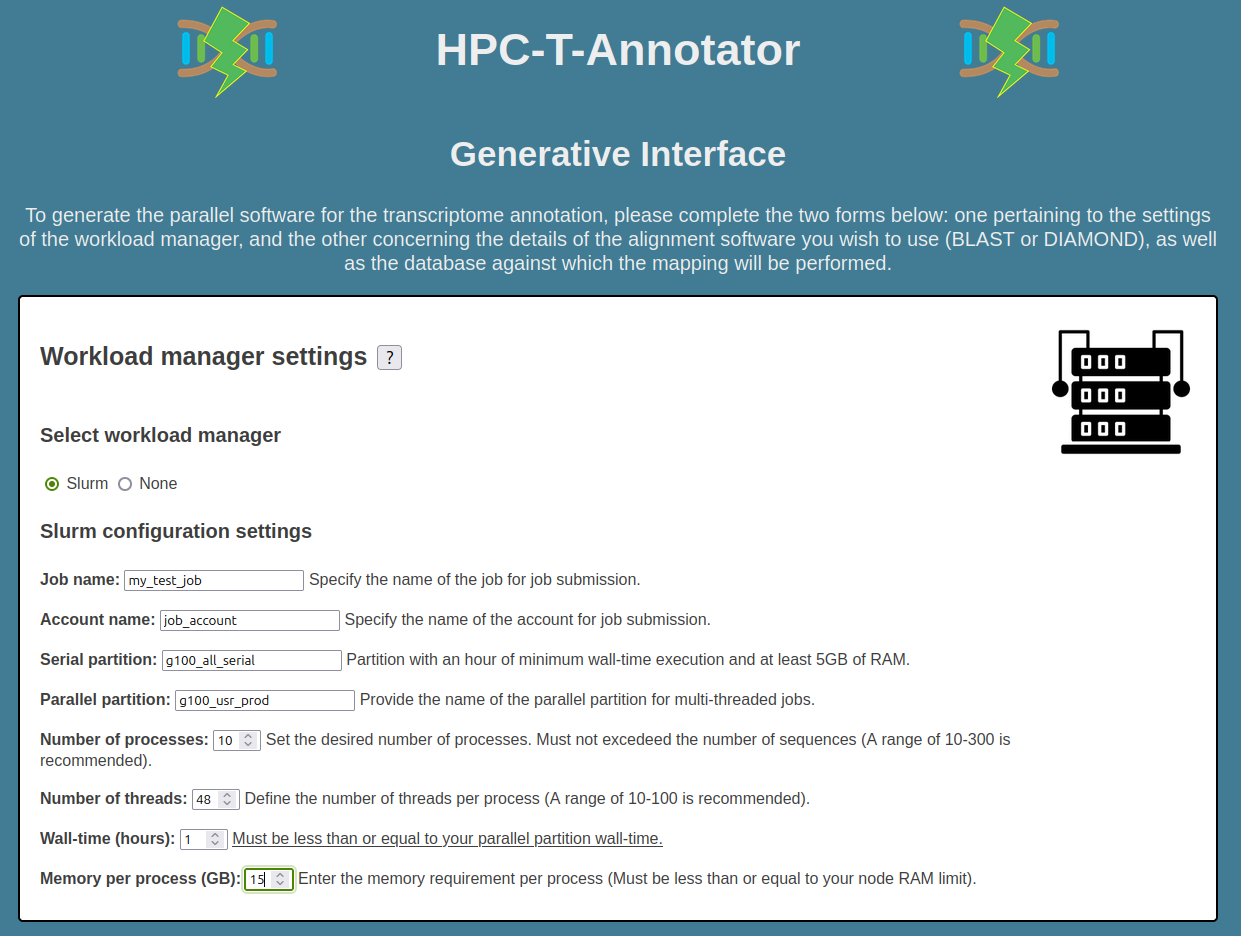 HPC-T-Annotator
Generative Interface
To generate the parallel software for the transcriptome annotation, please complete the two forms below: one pertaining to the settings
of the workload manager, and the other concerning the details of the alignment software you wish to use (BLAST or DIAMOND), as well
as the database against which the mapping will be performed.
Workload manager settings ?
Select workload manager
Slurm None
Slurm configuration settings
Job name: my_test_job Specify the name of the job for job submission.
Account name: job_account Specify the name of the account for job submission.
Serial partition: g100_all_serial Partition with an hour of minimum wall-time execution and at least 5GB of RAM.
Parallel partition: g100_usr_prod Provide the name of the parallel partition for multi-threaded jobs.
Number of processes: 10 Set the desired number of processes. Must not excedeed the number of sequences (A range of 10-300 is
recommended).
Number of threads: 48 Define the number of threads per process (A range of 10-100 is recommended).
Wall-time (hours): 1 Must be less than or equal to your parallel partition wall-time.
Memory per process (GB): 15 Enter the memory requirement per process (Must be less than or equal to your node RAM limit).